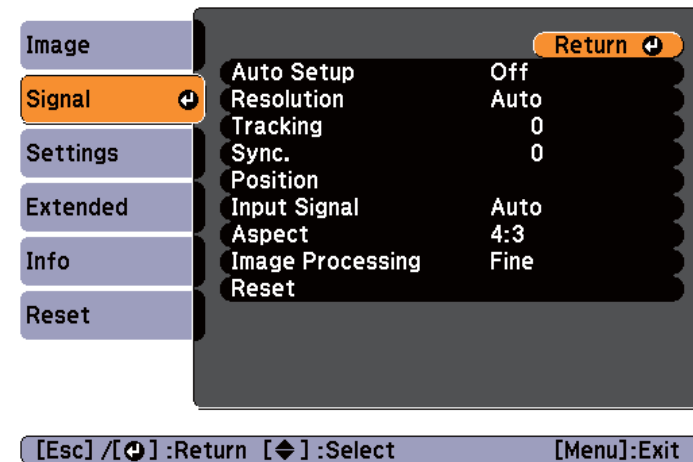 Image
Signal
Settings
Extended
Info
Reset
Return
Auto Setup Off
Resolution Auto
Tracking 0
Sync. 0
Position
Input Signal Auto
Aspect 4:3
Image Processing Fine
Reset
[Esc] /[⏎] :Return [◆] :Select [Menu]:Exit